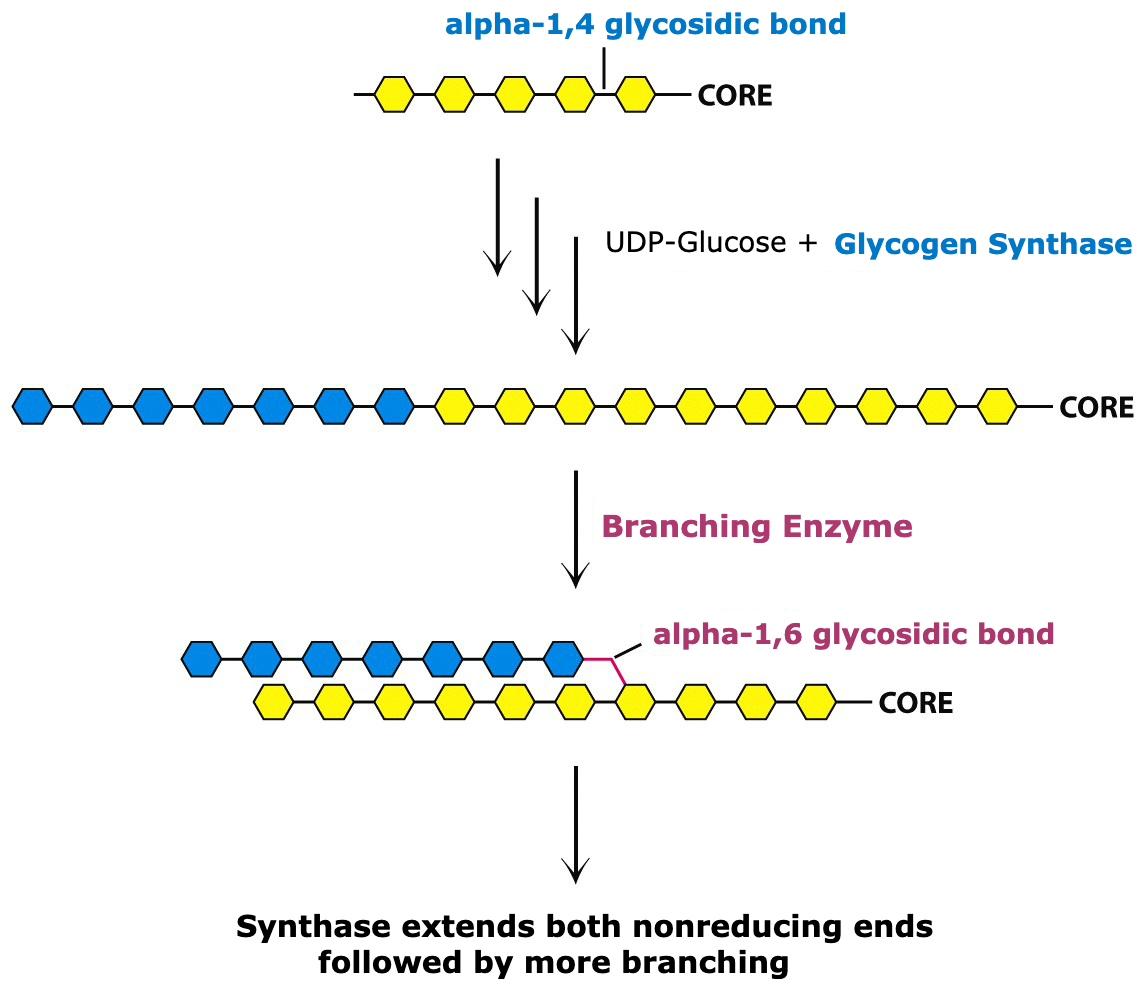 alpha-1,4 glycosidic bond
CORE
UDP-Glucose + Glycogen Synthase
CORE
Branching Enzyme
alpha-1,6 glycosidic bond
CORE
Synthase extends both nonreducing ends
followed by more branching